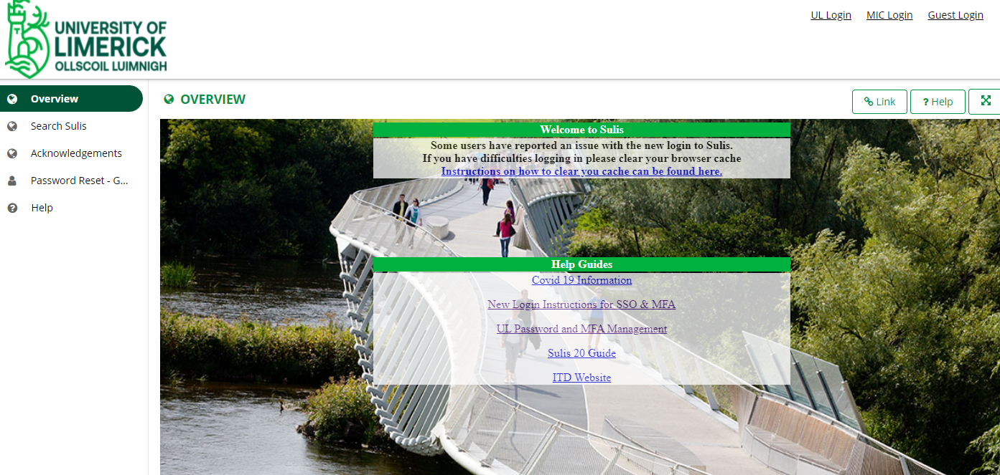 UNIVERSITY OF
LIMERICK
OLLSCOIL LUIMNIGH
UL Login MIC Login Guest Login
Overview
Search Sulis
Acknowledgements
Password Reset - G...
Help
OVERVIEW
Link ? Help
Welcome to Sulis
Some users have reported an issue with the new login to Sulis.
If you have difficulties logging in please clear your browser cache
Instructions on how to clear you cache can be found here.
Help Guides
Covid 19 Information
New Login Instructions for SSO & MFA
UL Password and MFA Management
Sulis 20 Guide
ITD Website